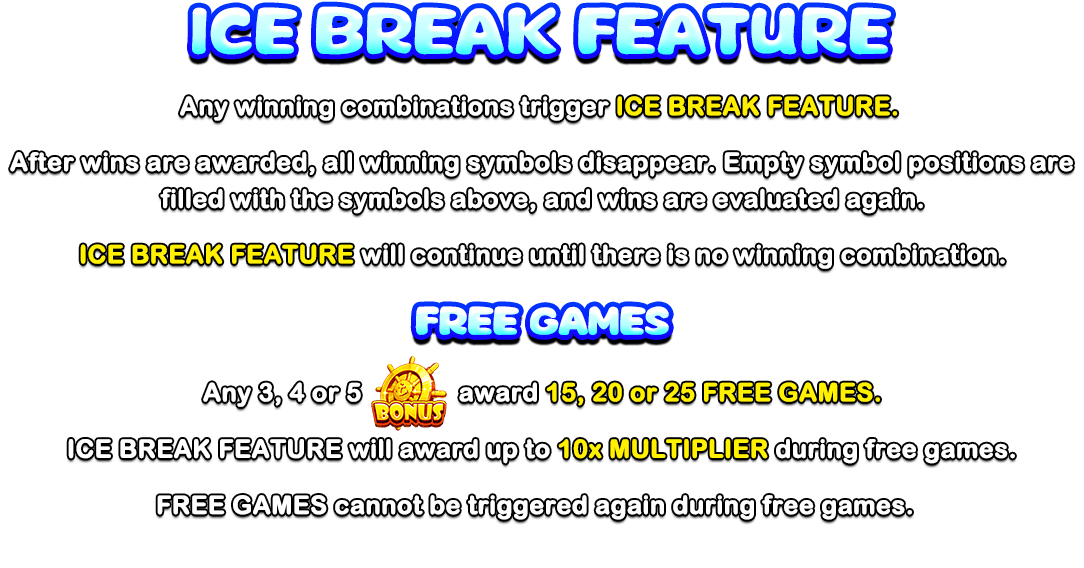 ICE BREAK FEATURE
Any winning combinations trigger ICE BREAK FEATURE.
After wins are awarded, all winning symbols disappear. Empty symbol positions are
filled with the symbols above, and wins are evaluated again.
ICE BREAK FEATURE will continue until there is no winning combination.
FREE GAMES
Any 3, 4 or 5 BONUS award 15, 20 or 25 FREE GAMES.
ICE BREAK FEATURE will award up to 10x MULTIPLIER during free games.
FREE GAMES cannot be triggered again during free games.